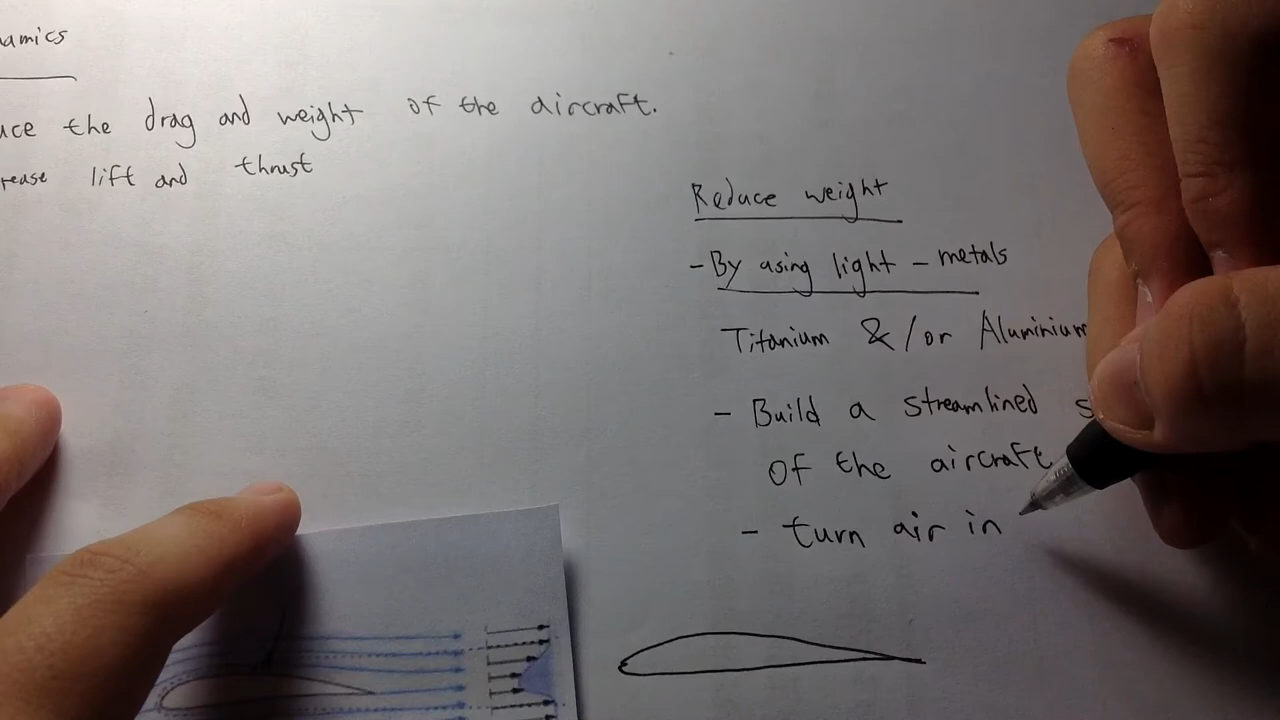 amics
uce the drag and weight of the aircraft.
rease lift and thrust
Reduce weight
- By using light - metals
Titanium & / or Aluminium
- Build a streamlined s
of the aircraft
- turn air in